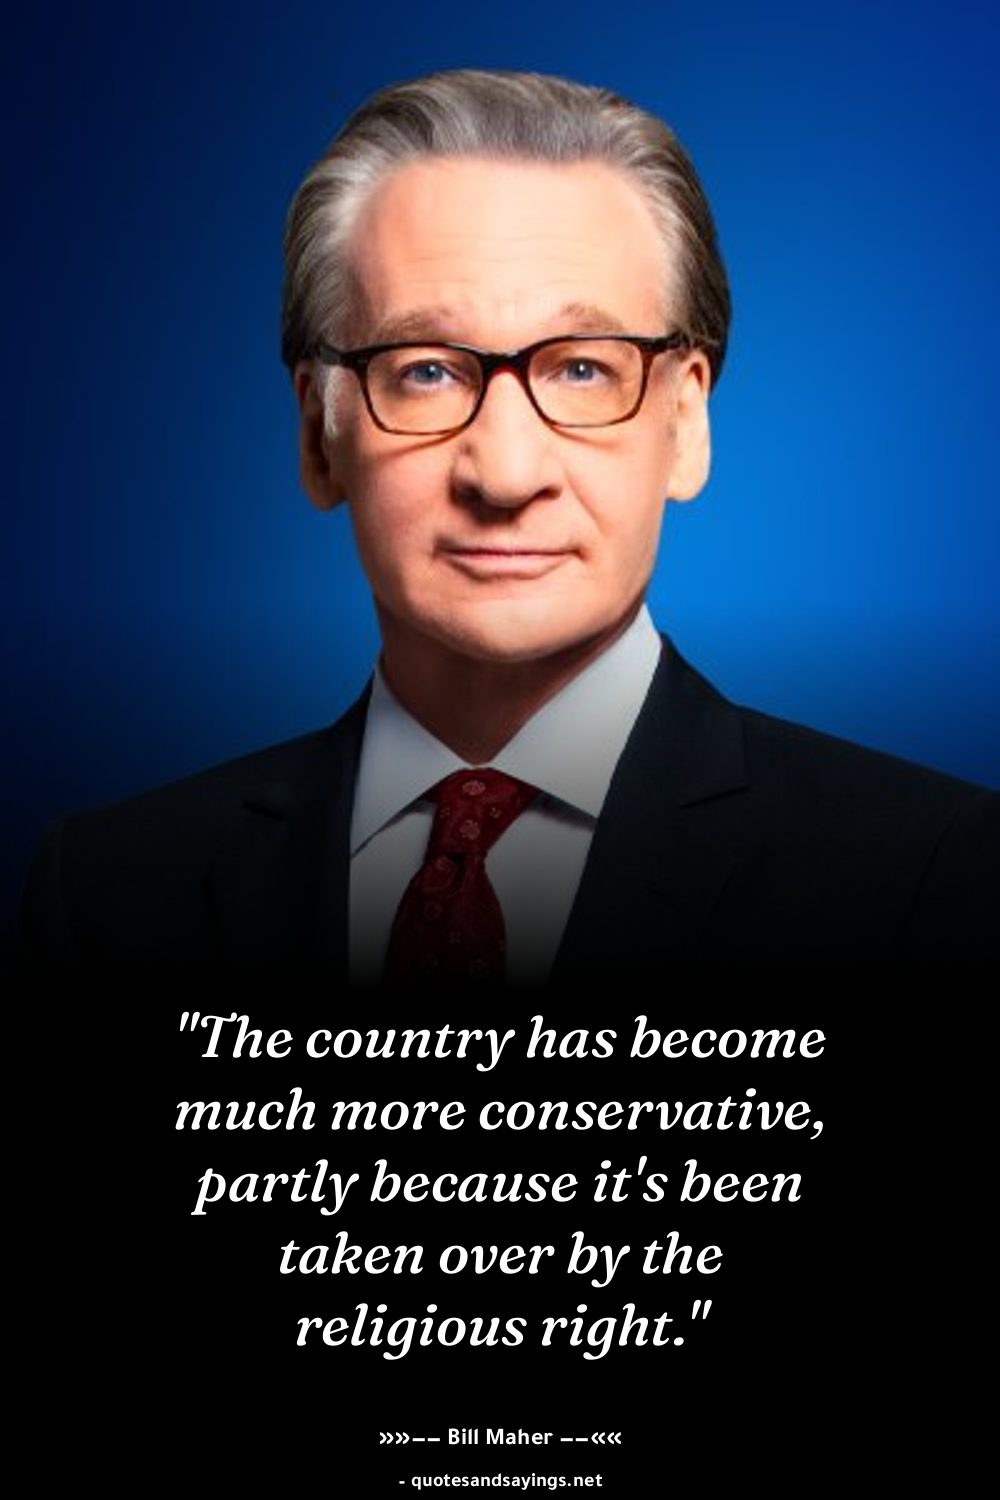 "The country has become
much more conservative,
partly because it's been
taken over by the
religious right."
»»–– Bill Maher ––««
- quotesandsayings.net